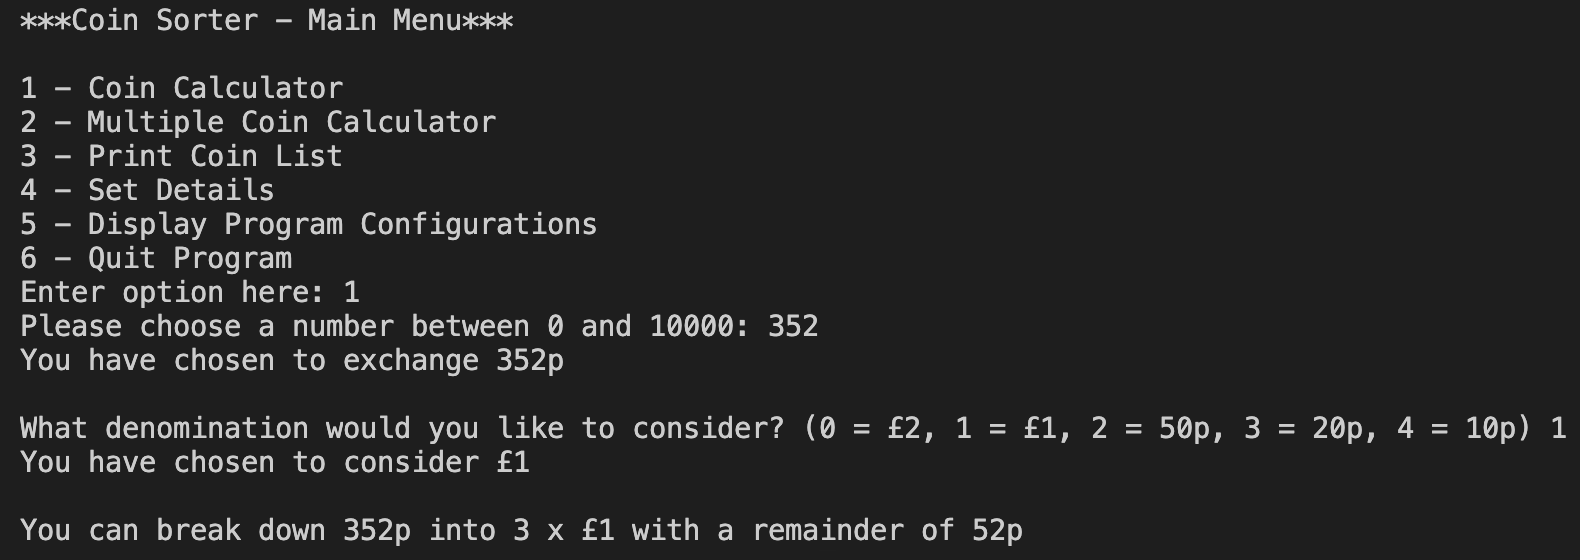 ***Coin Sorter – Main Menu***
1 – Coin Calculator
2 – Multiple Coin Calculator
3 – Print Coin List
4 – Set Details
5 – Display Program Configurations
6 – Quit Program
Enter option here: 1
Please choose a number between 0 and 10000: 352
You have chosen to exchange 352p
What denomination would you like to consider? (0 = £2, 1 = £1, 2 = 50p, 3 = 20p, 4 = 10p) 1
You have chosen to consider £1
You can break down 352p into 3 x £1 with a remainder of 52p